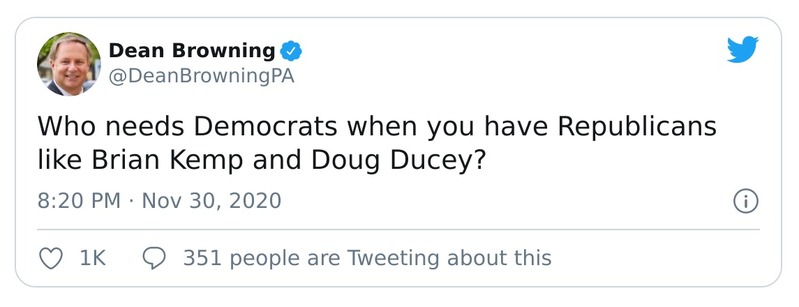 Dean Browning
@DeanBrowningPA
Who needs Democrats when you have Republicans
like Brian Kemp and Doug Ducey?
8:20 PM · Nov 30, 2020
1K 351 people are Tweeting about this